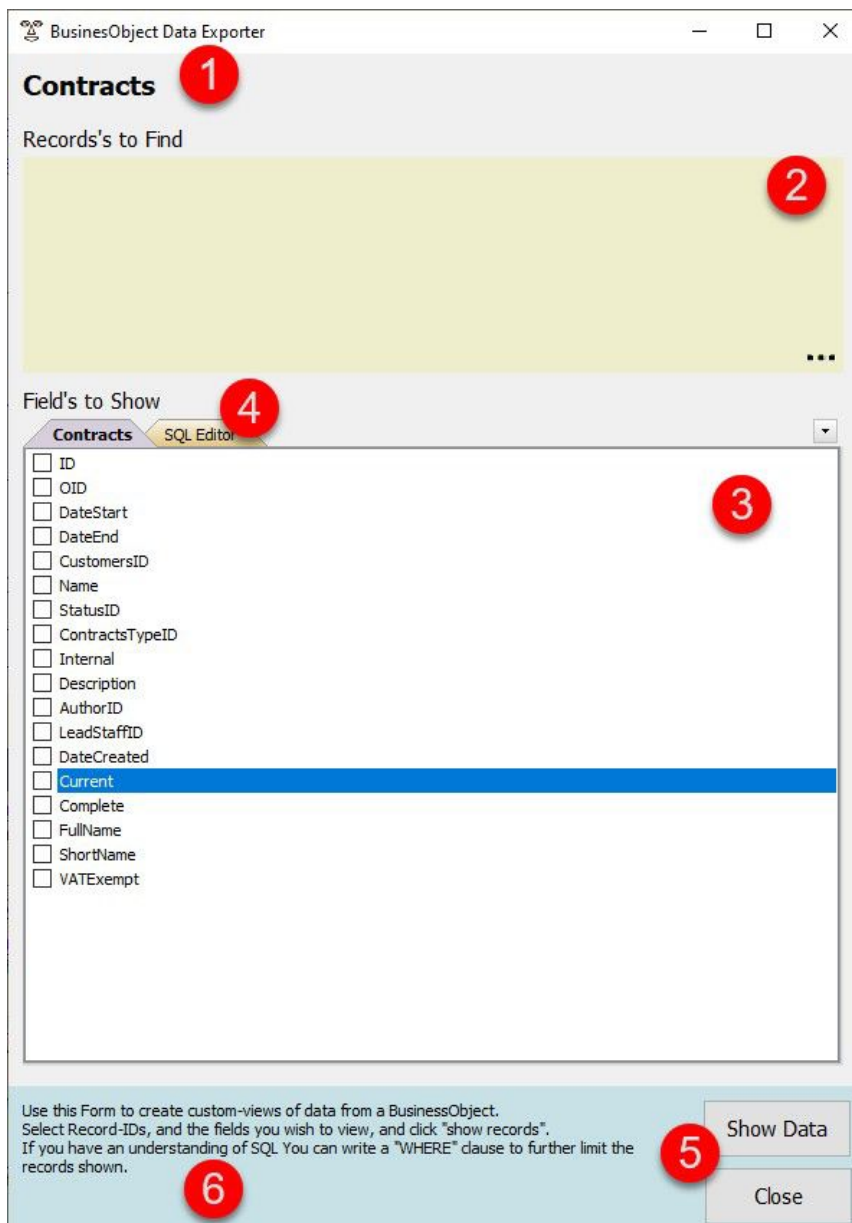 BusinesObject Data Exporter
1
Contracts
Records's to Find
2
...
Field's to Show
4
Contracts SQL Editor
ID
OID
3
DateStart
DateEnd
CustomersID
Name
StatusID
ContractsTypeID
Internal
Description
AuthorID
LeadStaffID
DateCreated
Current
Complete
FullName
ShortName
VATExempt
Use this Form to create custom-views of data from a BusinessObject.
Select Record-IDs, and the fields you wish to view, and click "show records".
If you have an understanding of SQL You can write a "WHERE" clause to further limit the
records shown.
6
Show Data
5
Close